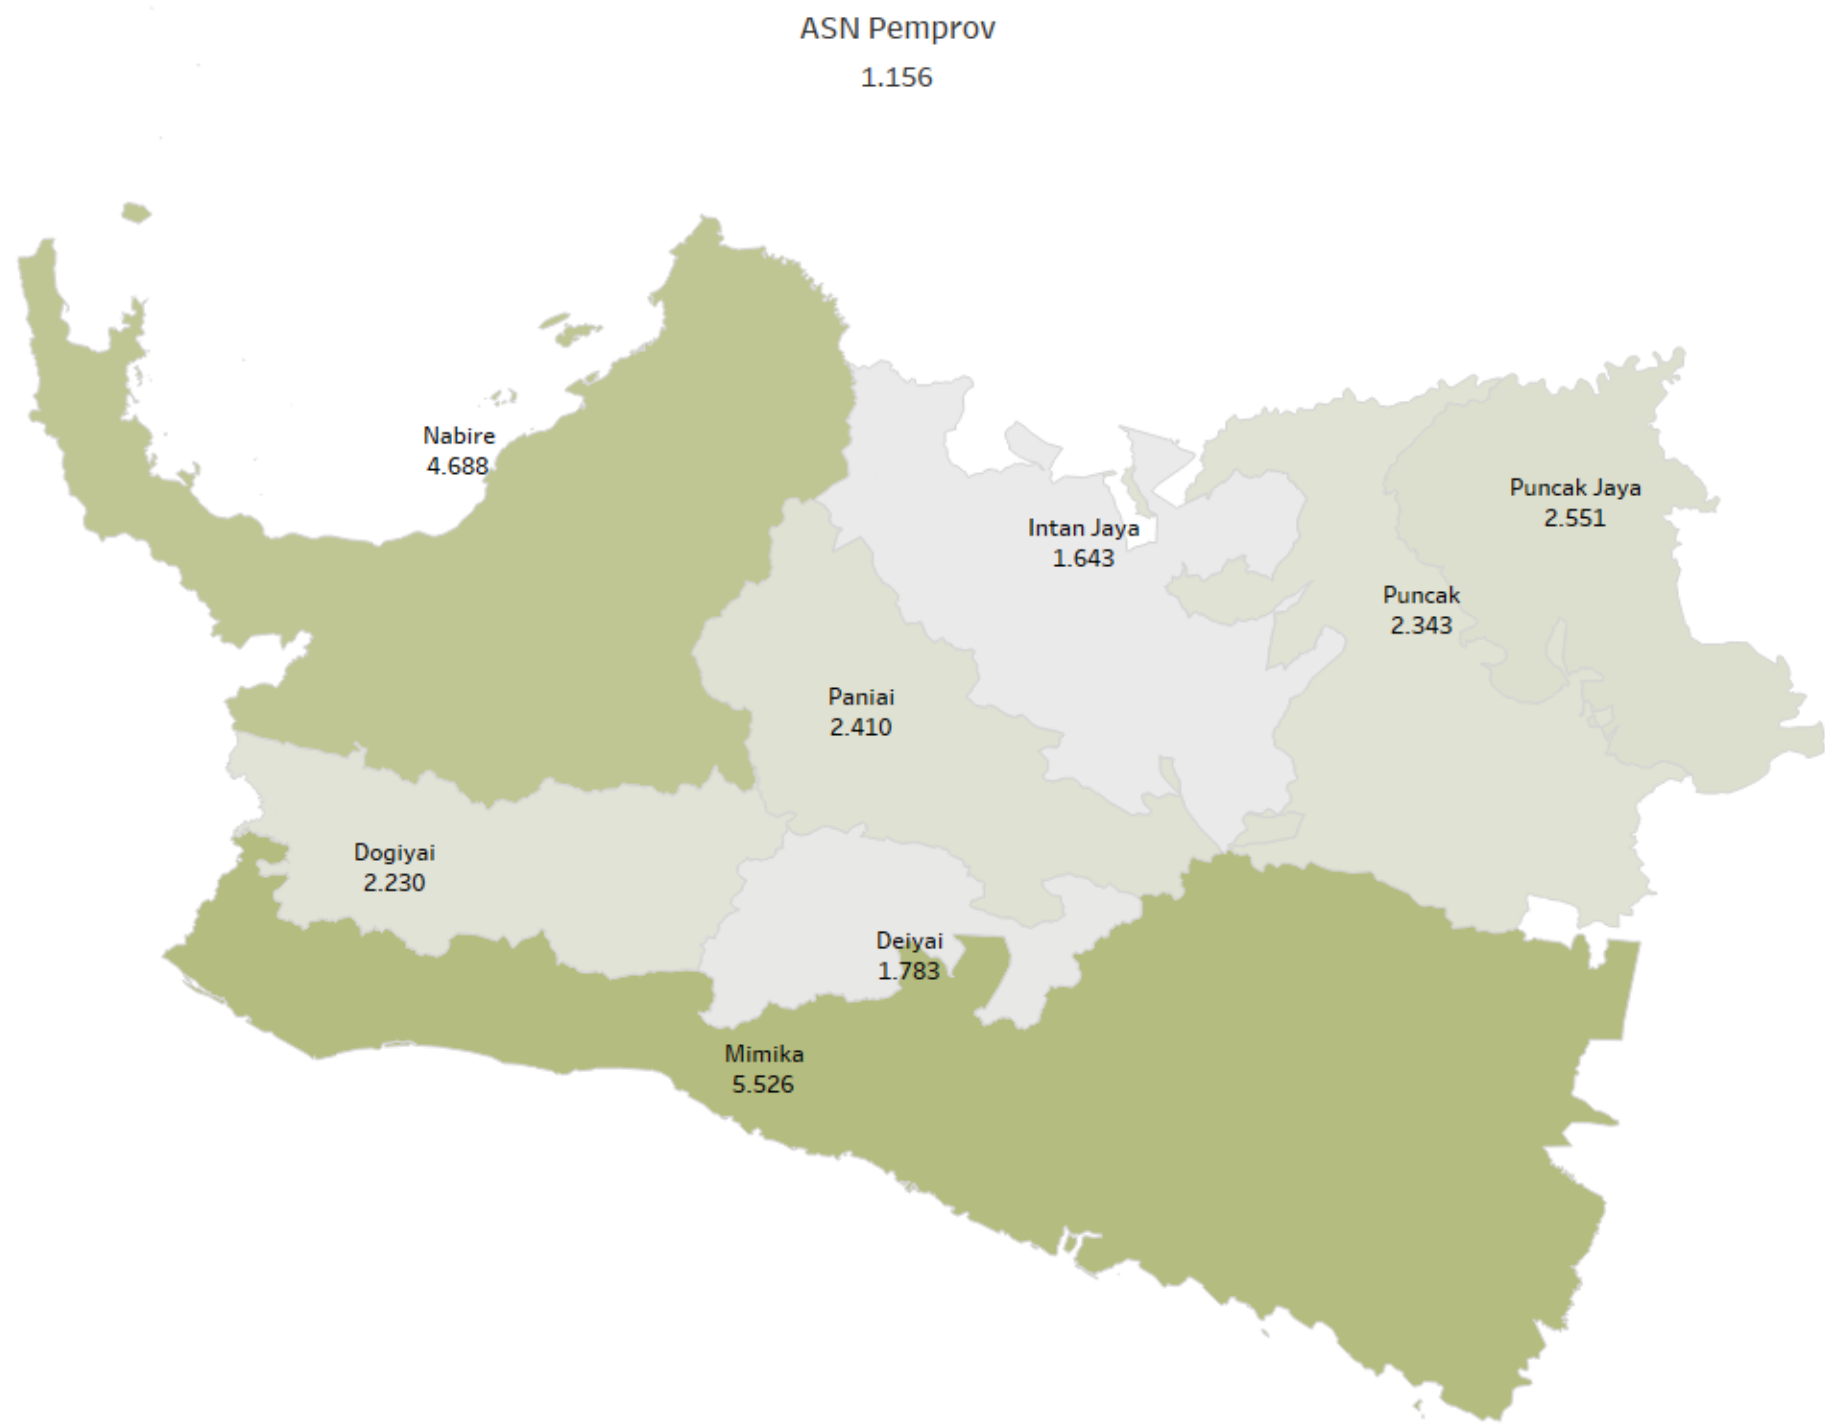 ASN Pemprov
1.156
Nabire
4.688
Puncak Jaya
2.551
Intan Jaya
1.643
Puncak
2.343
Paniai
2.410
Dogiyai
2.230
Deiyai
1.783
Mimika
5.526